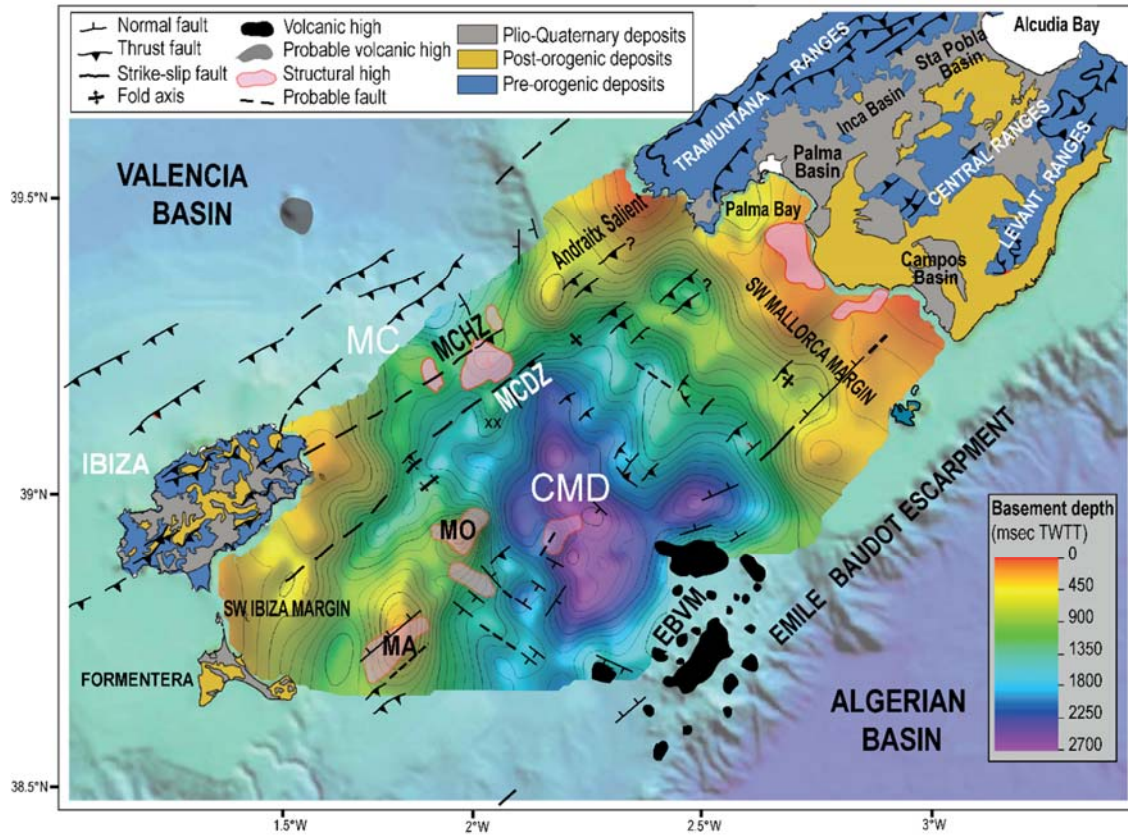 Normal fault
Thrust fault
Strike-slip fault
Fold axis
Volcanic high
Probable volcanic high
Structural high
Probable fault
Plio-Quaternary deposits
Post-orogenic deposits
Pre-orogenic deposits
Alcudia Bay
Sta Pobla
Basin
TRAMUNTANA RANGES
Inca Basin
CENTRAL RANGES
LEVANT RANGES
Palma
Basin
Palma Bay
Campos
Basin
VALENCIA
BASIN
39.5°N
Andraitx Salient
?
?
SW MALLORCA MARGIN
MC
MCHZ
MCDZ
xx
IBIZA
39°N
CMD
MO
SW IBIZA MARGIN
MA
FORMENTERA
EBVM
EMILE BAUDOT ESCARPMENT
ALGERIAN
BASIN
Basement depth
(msec TWTT)
0
450
900
1350
1800
2250
2700
38.5°N
1.5°W
2°W
2.5°W
3°W